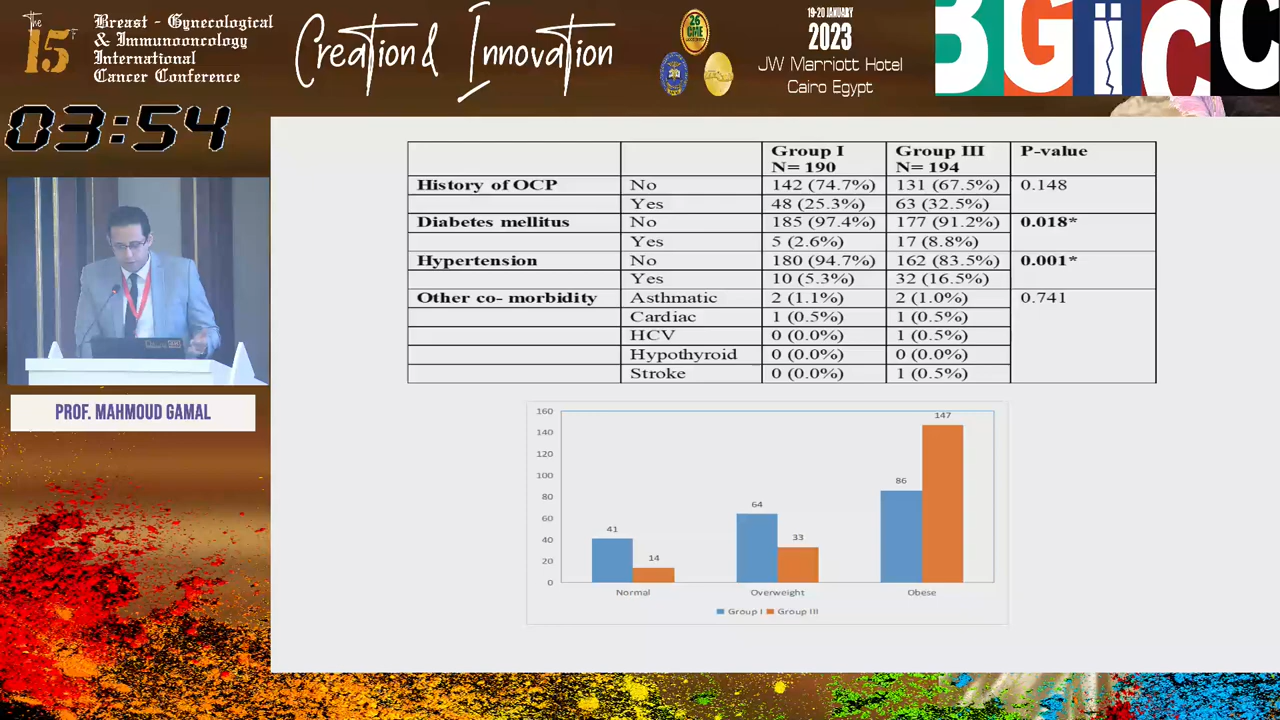 The
15th
Breast - Gynecological
& Immunooncology
International
Cancer Conference
Creation & Innovation
26
CME
19-20 JANUARY
2023
JW Marriott Hotel
Cairo Egypt
BGICC
03:54
PROF. MAHMOUD GAMAL
Group I Group III P-value
N= 190 N= 194
History of OCP No 142 (74.7%) 131 (67.5%) 0.148
Yes 48 (25.3%) 63 (32.5%)
Diabetes mellitus No 185 (97.4%) 177 (91.2%) 0.018*
Yes 5 (2.6%) 17 (8.8%)
Hypertension No 180 (94.7%) 162 (83.5%) 0.001*
Yes 10 (5.3%) 32 (16.5%)
Other co- morbidity Asthmatic 2 (1.1%) 2 (1.0%) 0.741
Cardiac 1 (0.5%) 1 (0.5%)
HCV 0 (0.0%) 1 (0.5%)
Hypothyroid 0 (0.0%) 0 (0.0%)
Stroke 0 (0.0%) 1 (0.5%)
160
140
120
100
80
60
40
20
0
41
14
64
33
86
147
Normal Overweight Obese
Group I Group III